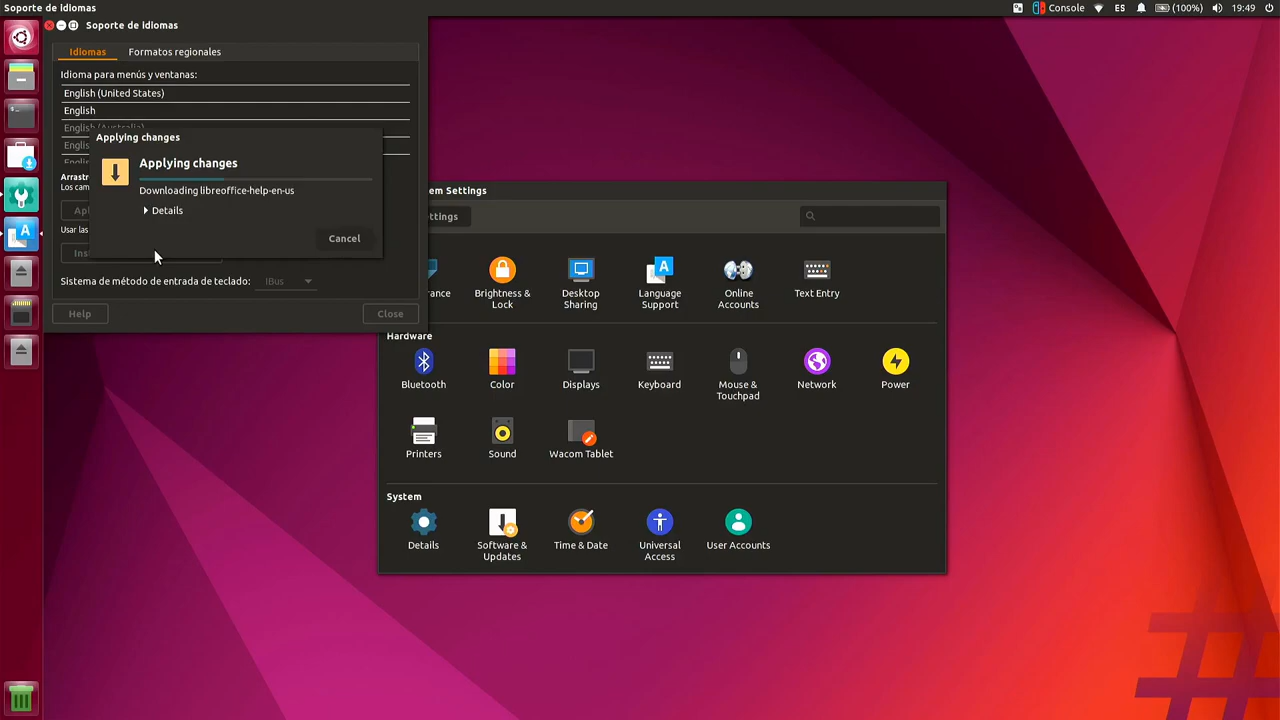 Soporte de idiomas
Console
ES
(100%)
19:49
Soporte de idiomas
Idiomas
Formatos regionales
Idioma para menús y ventanas:
English (United States)
English
English (Australia)
English
English
Applying changes
Applying changes
Downloading libreoffice-help-en-us
Details
Cancel
Arrastr
Los cam
Apl
Usar las
Inst
Sistema de método de entrada de teclado:
IBus
Help
Close
em Settings
ettings
rance
Brightness &
Lock
Desktop
Sharing
Language
Support
Online
Accounts
Text Entry
Hardware
Bluetooth
Color
Displays
Keyboard
Mouse &
Touchpad
Network
Power
Printers
Sound
Wacom Tablet
System
Details
Software &
Updates
Time & Date
Universal
Access
User Accounts